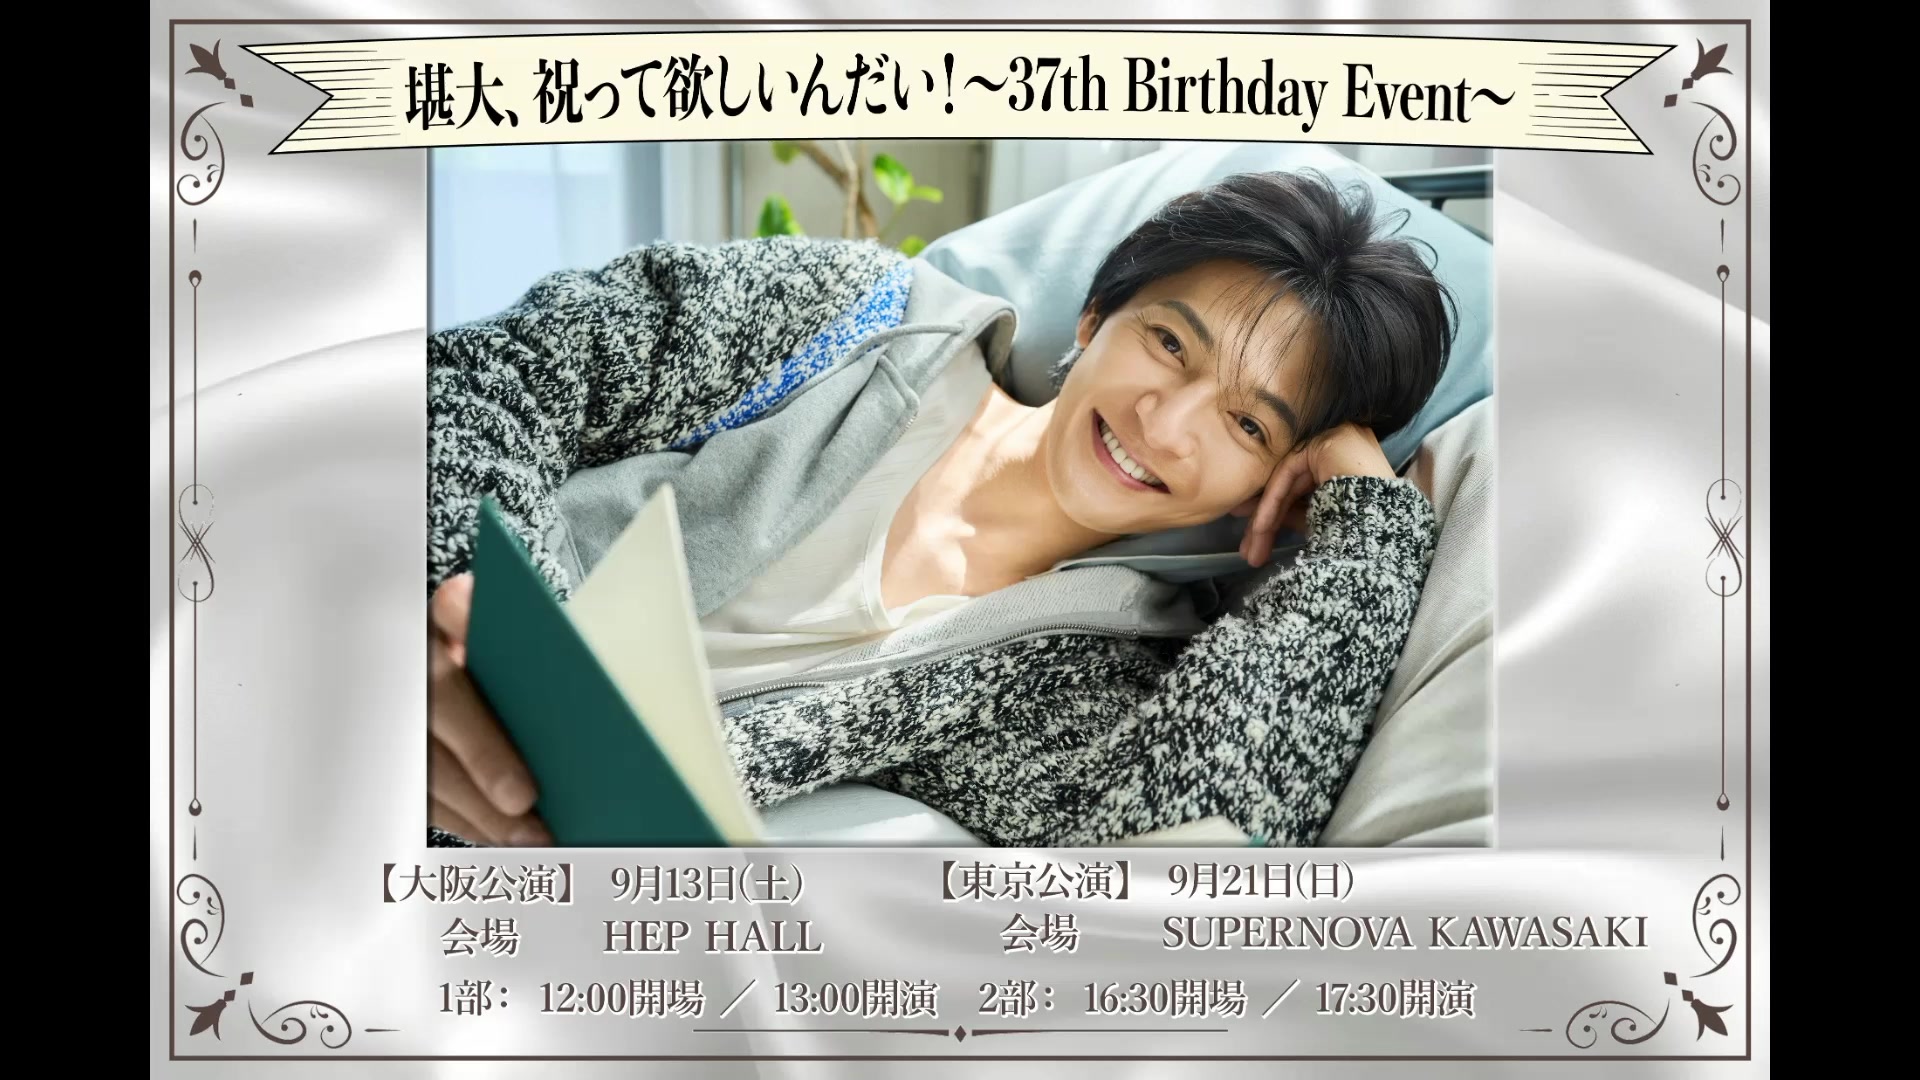 堪大、祝って欲しいんだい!〜37th Birthday Event〜
【大阪公演】 9月13日(土)
会場 HEP HALL
【東京公演】 9月21日(日)
会場 SUPERNOVA KAWASAKI
1部： 12:00開場 ／ 13:00開演 2部： 16:30開場 ／ 17:30開演